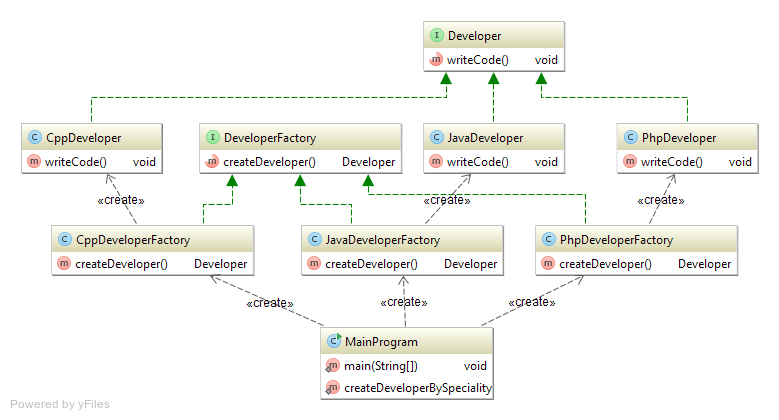 I Developer
m writeCode() void
C CppDeveloper
m writeCode() void
I DeveloperFactory
m createDeveloper() Developer
C JavaDeveloper
m writeCode() void
C PhpDeveloper
m writeCode() void
«create»
«create»
«create»
C CppDeveloperFactory
m createDeveloper() Developer
C JavaDeveloperFactory
m createDeveloper() Developer
C PhpDeveloperFactory
m createDeveloper() Developer
«create»
«create»
«create»
C MainProgram
m main(String[]) void
m createDeveloperBySpeciality
Powered by yFiles